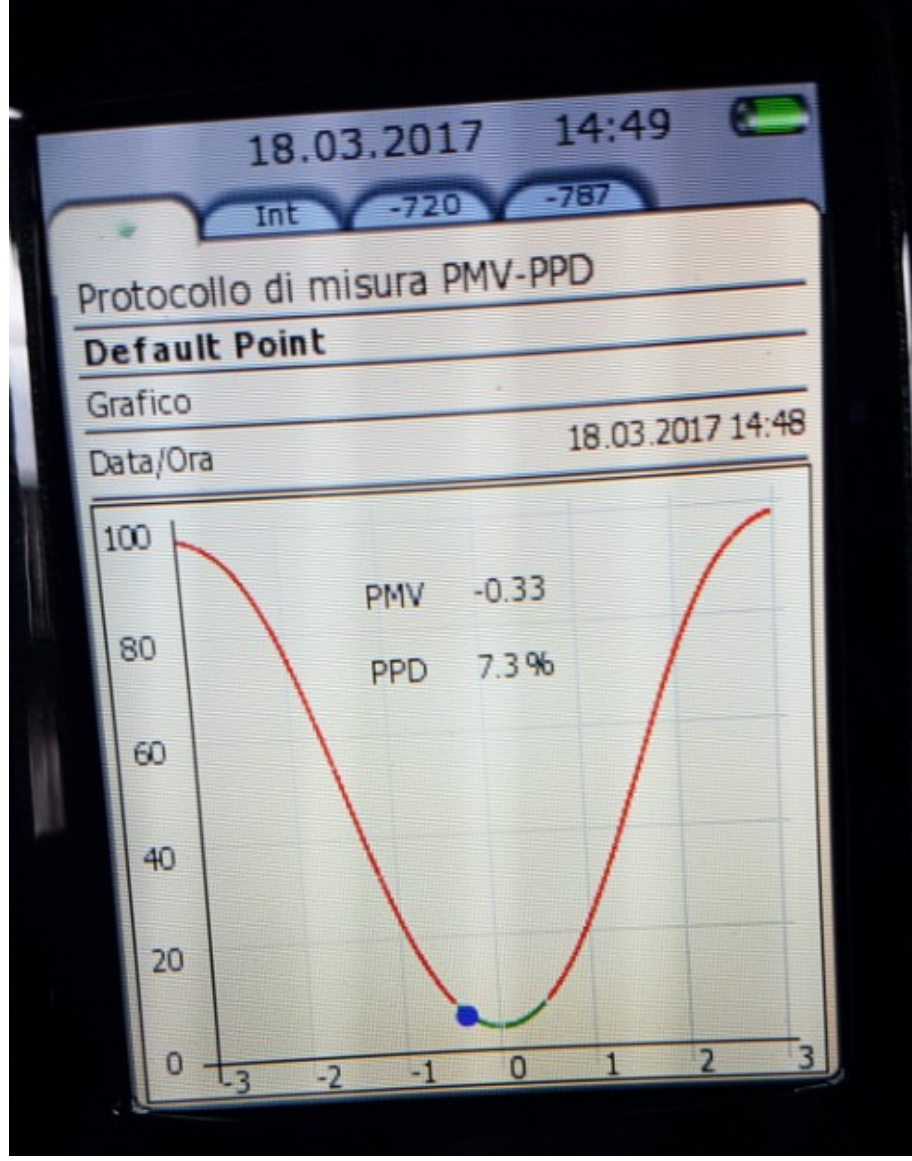 18.03.2017 14:49
Int -720 -787
Protocollo di misura PMV-PPD
Default Point
Grafico
Data/Ora 18.03.2017 14:48
100
PMV -0.33
80
PPD 7.3 %
60
40
20
0
-3 -2 -1 0 1 2 3